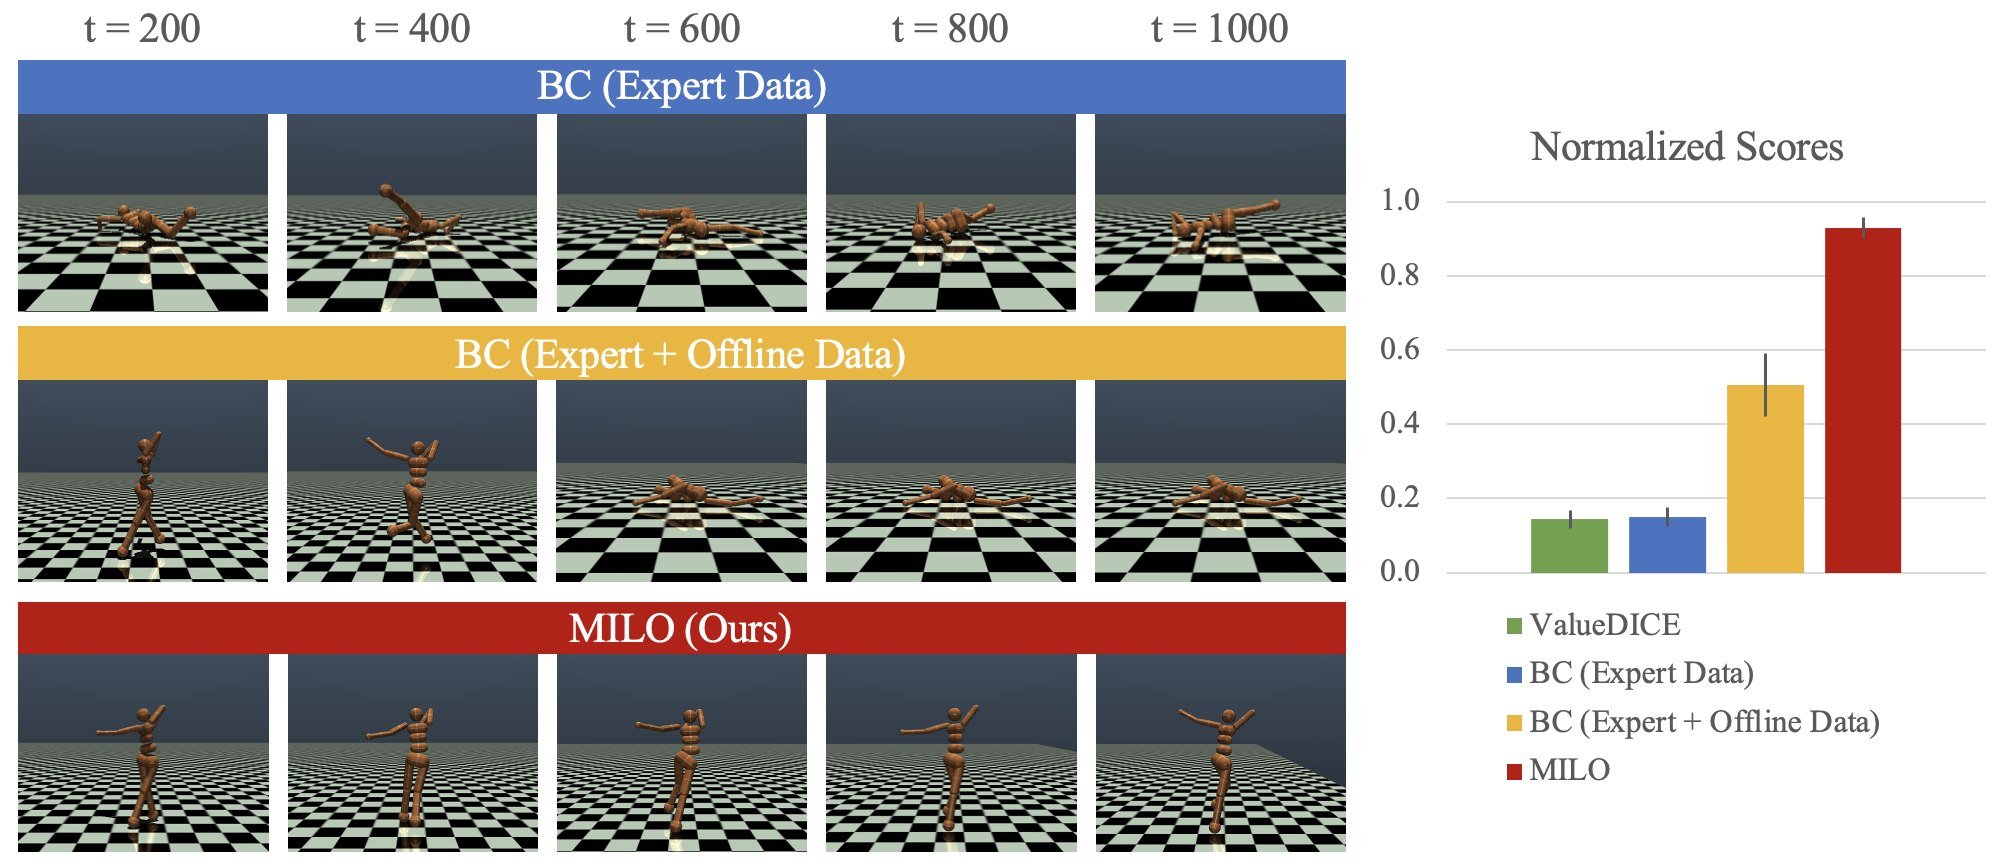 t = 200
t = 400
t = 600
t = 800
t = 1000
BC (Expert Data)
BC (Expert + Offline Data)
MILO (Ours)
Normalized Scores
1.0
0.8
0.6
0.4
0.2
0.0
ValueDICE
BC (Expert Data)
BC (Expert + Offline Data)
MILO